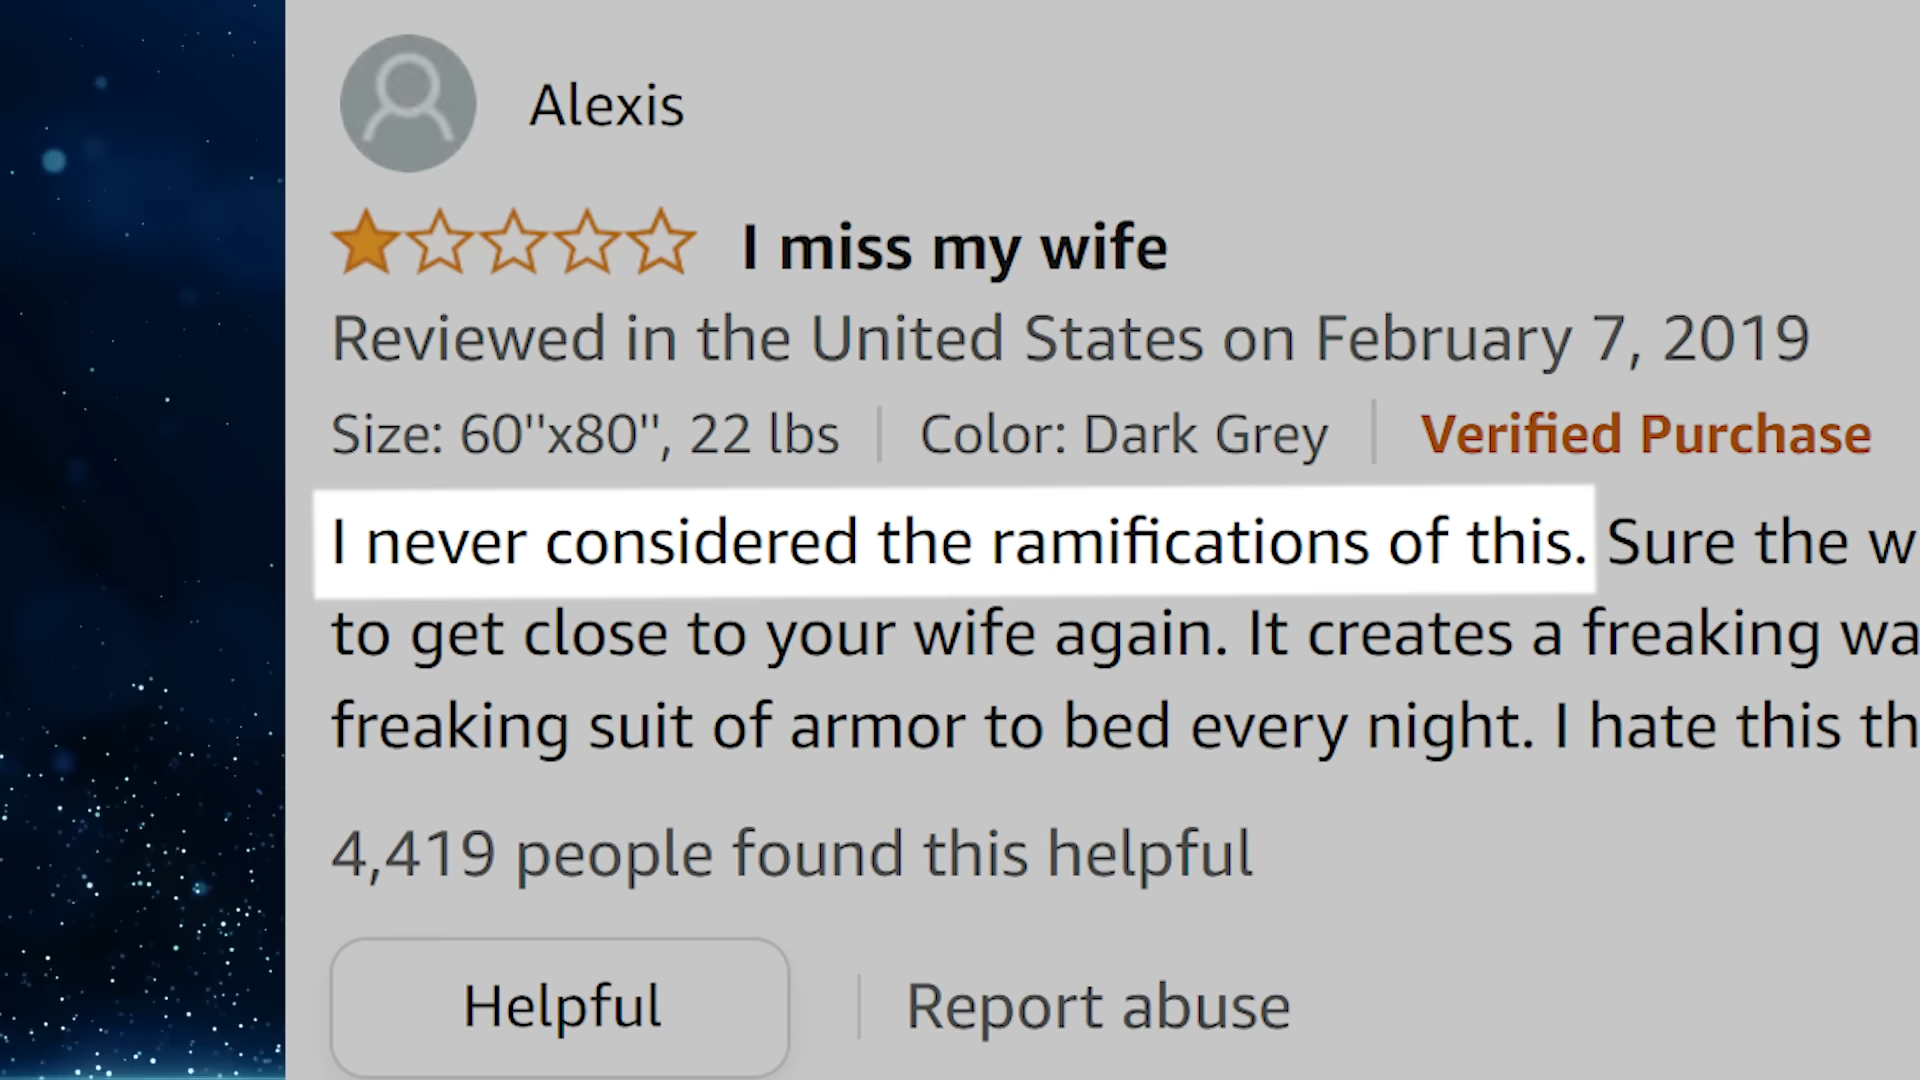 Alexis
I miss my wife
Reviewed in the United States on February 7, 2019
Size: 60"x80", 22 lbs | Color: Dark Grey | Verified Purchase
I never considered the ramifications of this. Sure the
to get close to your wife again. It creates a freaking
freaking suit of armor to bed every night. I hate this
4,419 people found this helpful
Helpful | Report abuse